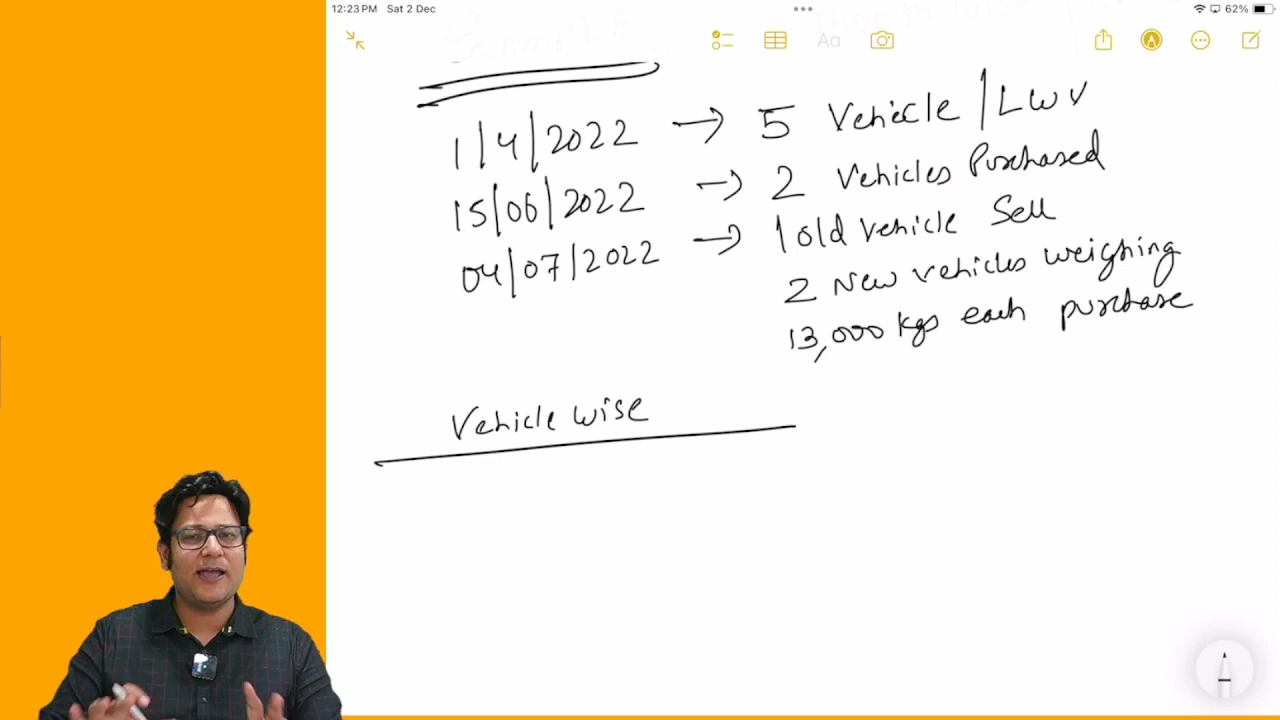 12:23 PM Sat 2 Dec
62%
Aa
1/4/2022 → 5 Vehicle / LWV
15/06/2022 → 2 Vehicles Purchased
04/07/2022 → 1 old vehicle Sell
2 New vehicles weighing
13,000 kgs each purchase
Vehicle wise